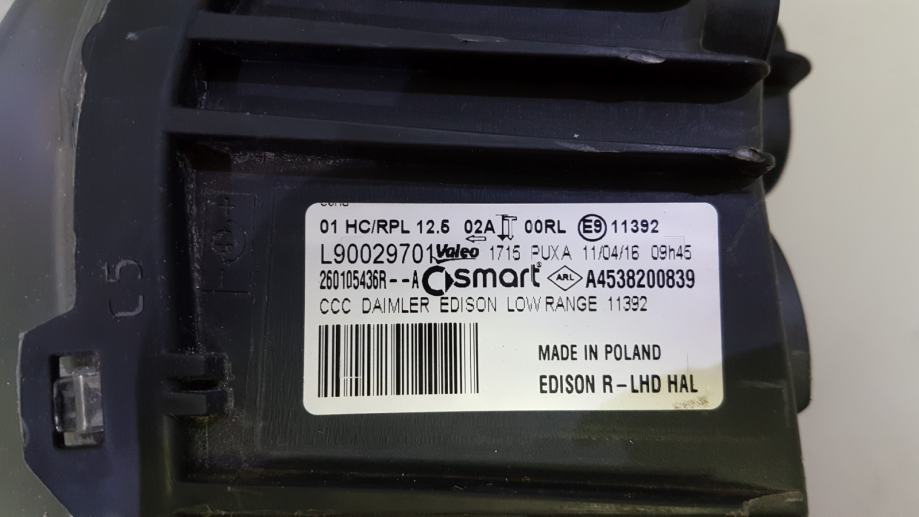 01 HC/RPL 12.5 02A 00RL E9 11392
L90029701 Valeo 1715 PUXA 11/04/16 09h45
260105436R--A smart ARL A4538200839
CCC DAIMLER EDISON LOW RANGE 11392
MADE IN POLAND
EDISON R-LHD HAL
C5